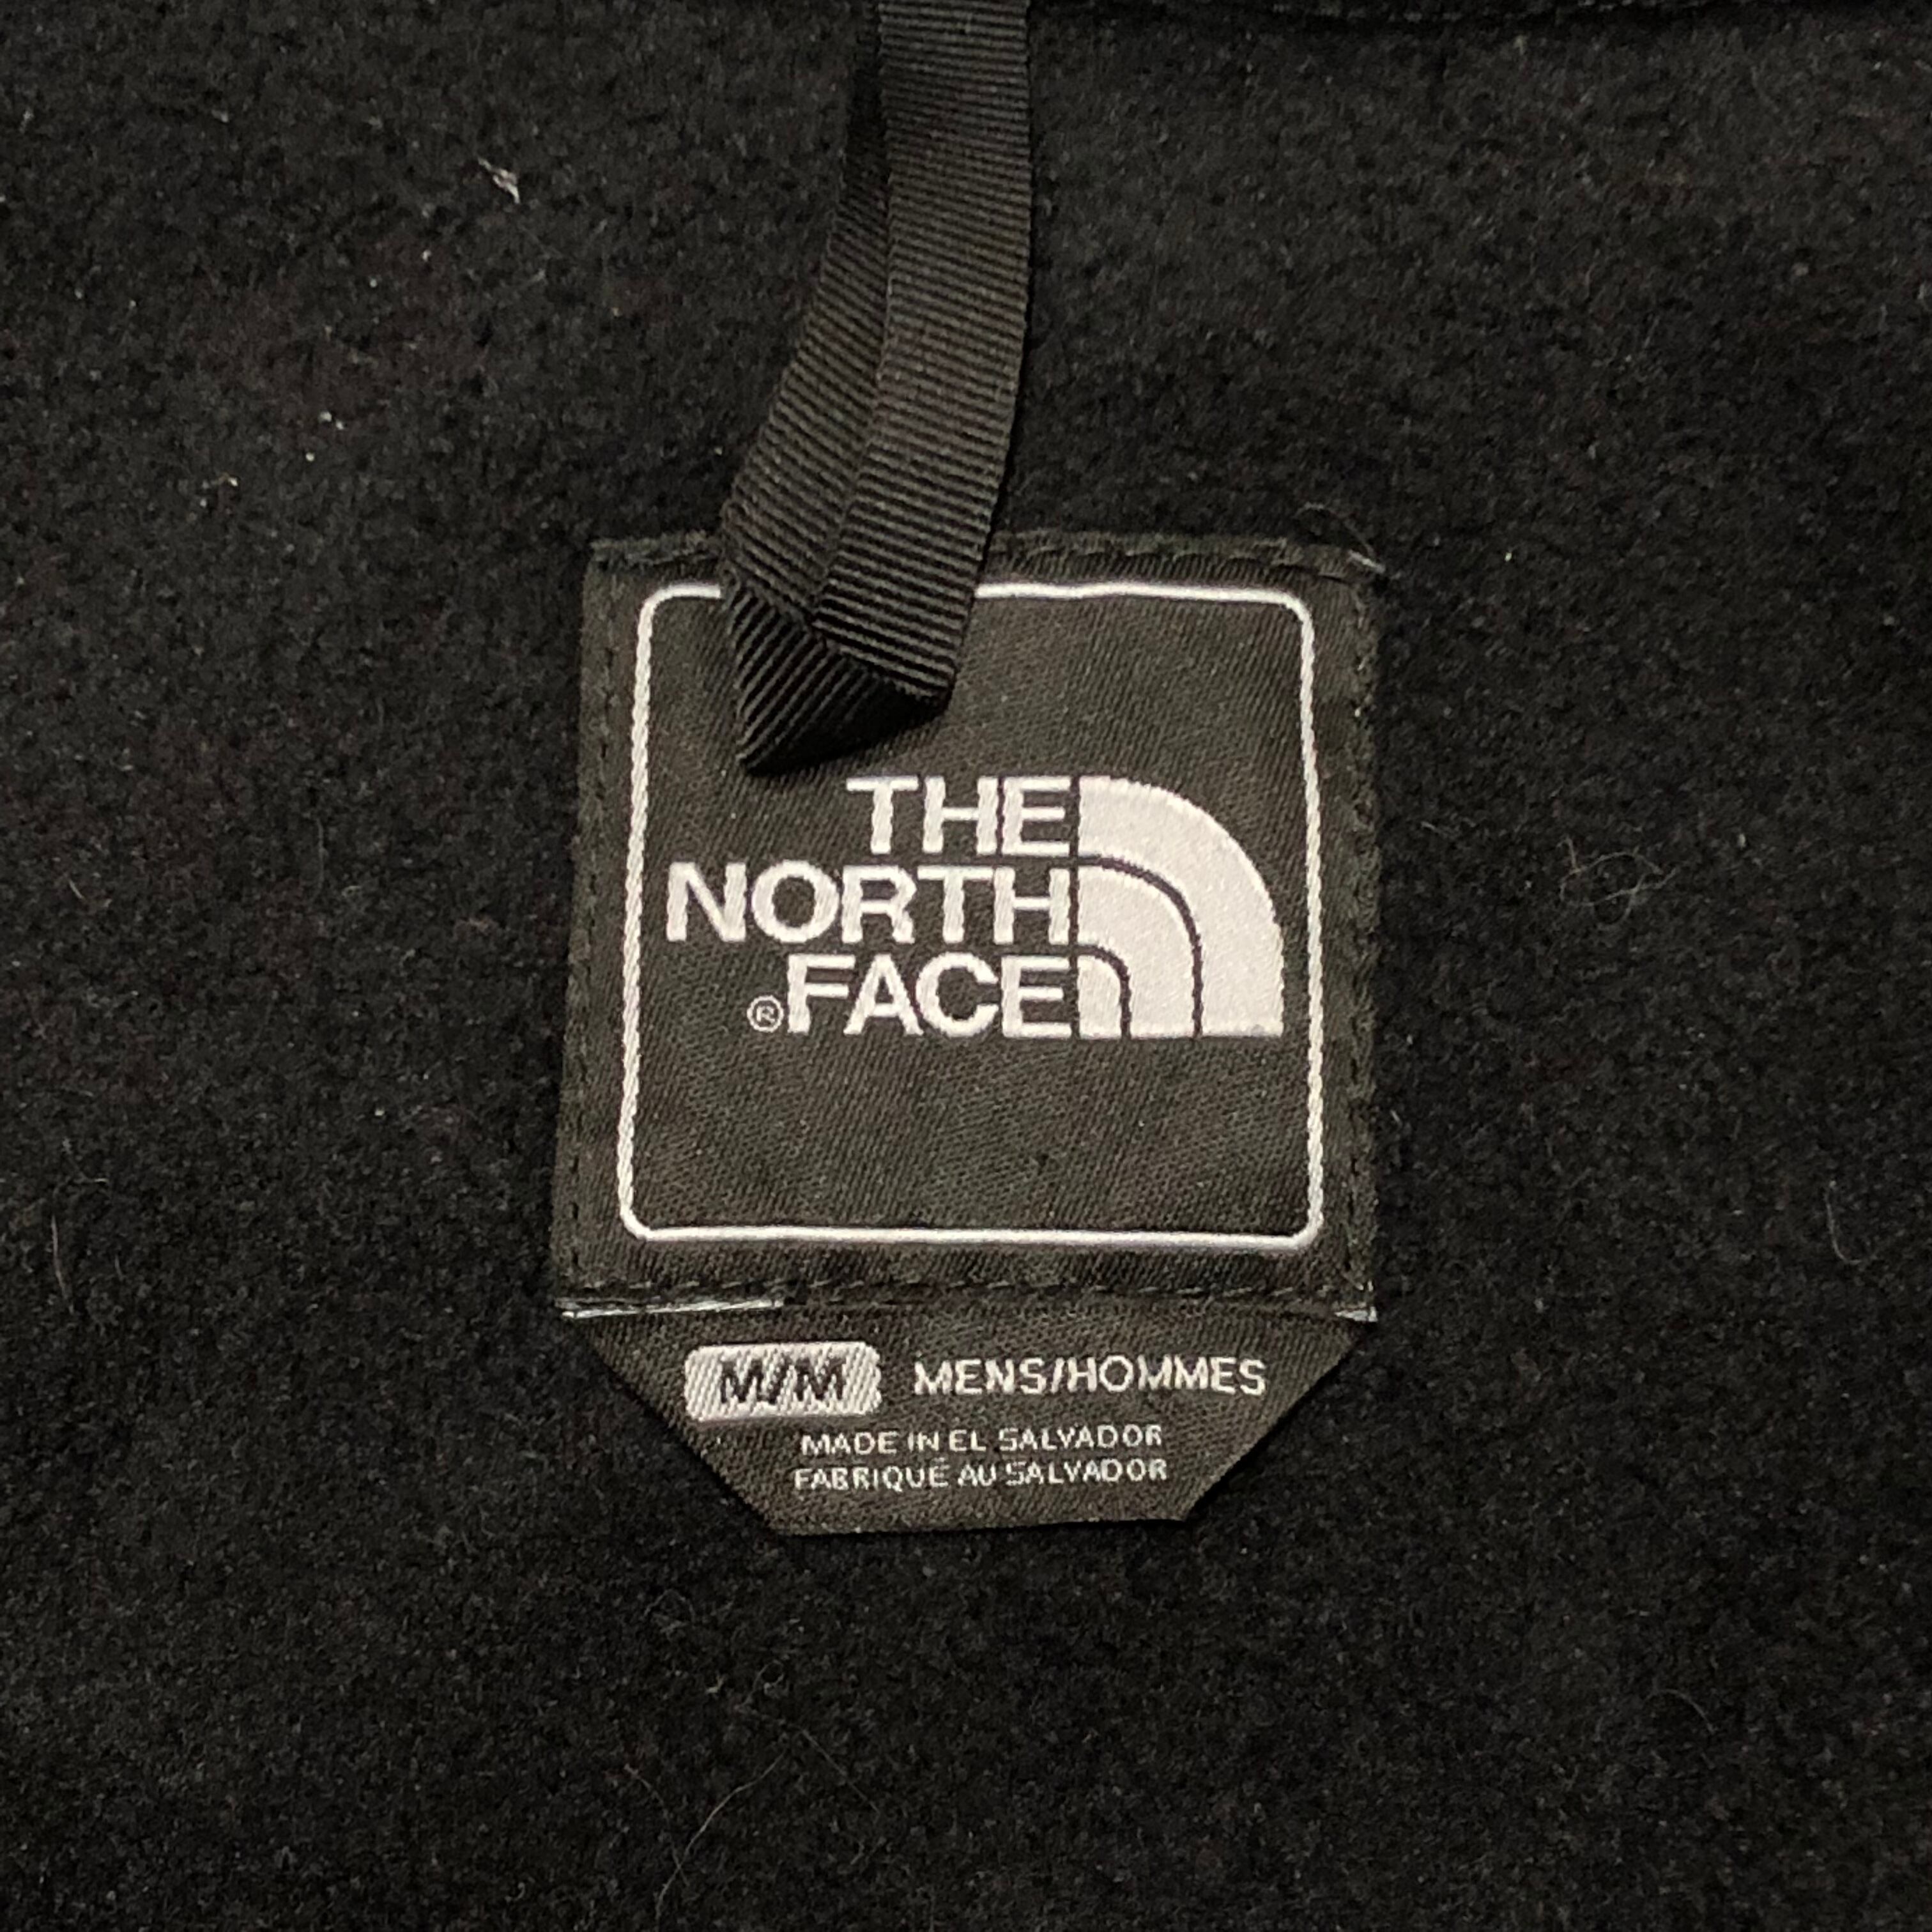 THE
NORTH
®FACE
M/M MENS/HOMMES
MADE IN EL SALVADOR
FABRIQUÉ AU SALVADOR